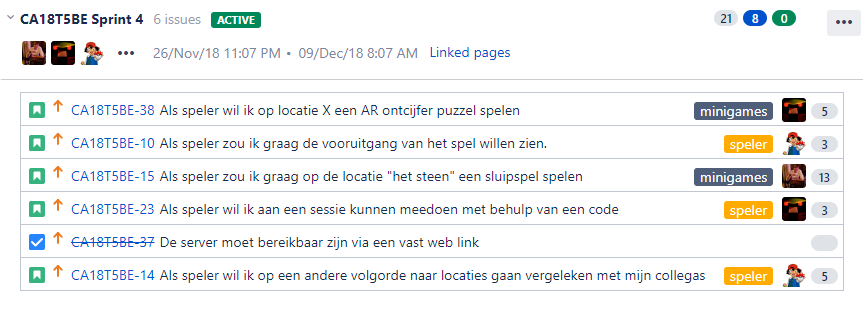 CA18T5BE Sprint 4 6 issues ACTIVE 21 8 0
26/Nov/18 11:07 PM • 09/Dec/18 8:07 AM Linked pages
CA18T5BE-38 Als speler wil ik op locatie X een AR ontcijfer puzzel spelen minigames 5
CA18T5BE-10 Als speler zou ik graag de vooruitgang van het spel willen zien. speler 3
CA18T5BE-15 Als speler zou ik graag op de locatie "het steen" een sluipspel spelen minigames 13
CA18T5BE-23 Als speler wil ik aan een sessie kunnen meedoen met behulp van een code speler 3
CA18T5BE-37 De server moet bereikbaar zijn via een vast web link
CA18T5BE-14 Als speler wil ik op een andere volgorde naar locaties gaan vergeleken met mijn collegas speler 5